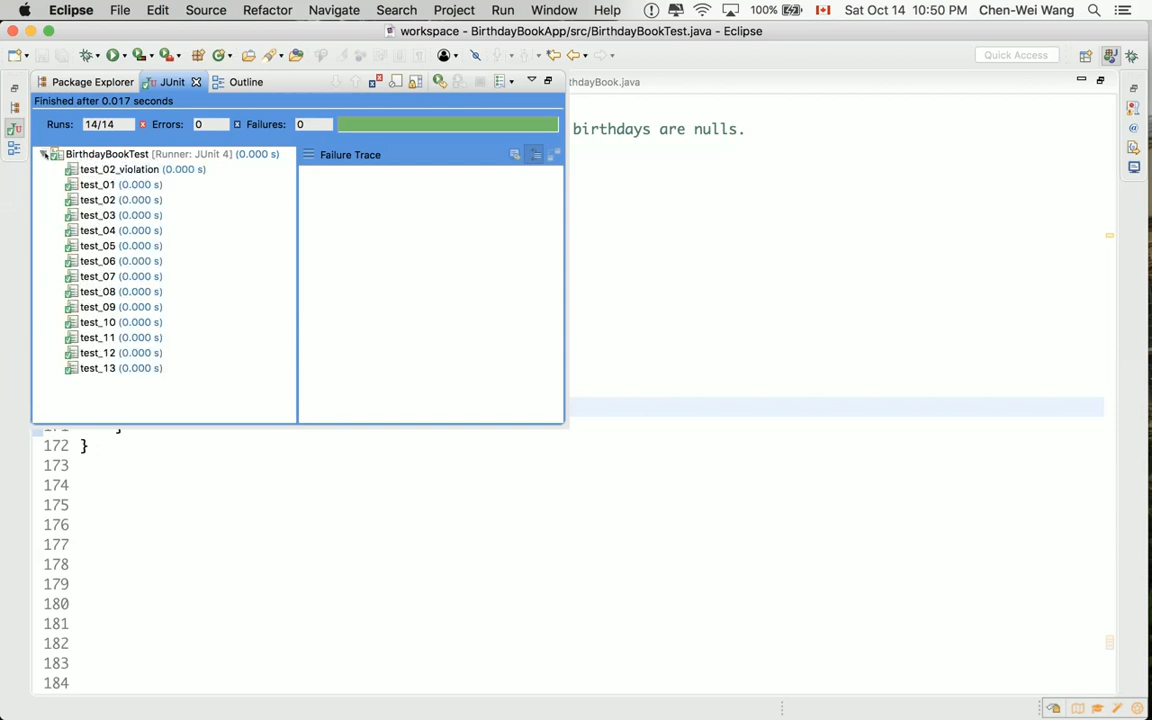 Eclipse File Edit Source Refactor Navigate Search Project Run Window Help 100% Sat Oct 14 10:50 PM Chen-Wei Wang
workspace - BirthdayBookApp/src/BirthdayBookTest.java - Eclipse
Quick Access
Package Explorer JUnit Outline thdayBook.java
Finished after 0.017 seconds
Runs: 14/14 Errors: 0 Failures: 0
birthdays are nulls.
BirthdayBookTest [Runner: JUnit 4] (0.000 s) Failure Trace
test_02_violation (0.000 s)
test_01 (0.000 s)
test_02 (0.000 s)
test_03 (0.000 s)
test_04 (0.000 s)
test_05 (0.000 s)
test_06 (0.000 s)
test_07 (0.000 s)
test_08 (0.000 s)
test_09 (0.000 s)
test_10 (0.000 s)
test_11 (0.000 s)
test_12 (0.000 s)
test_13 (0.000 s)
171 }
172 }
173
174
175
176
177
178
179
180
181
182
183
184